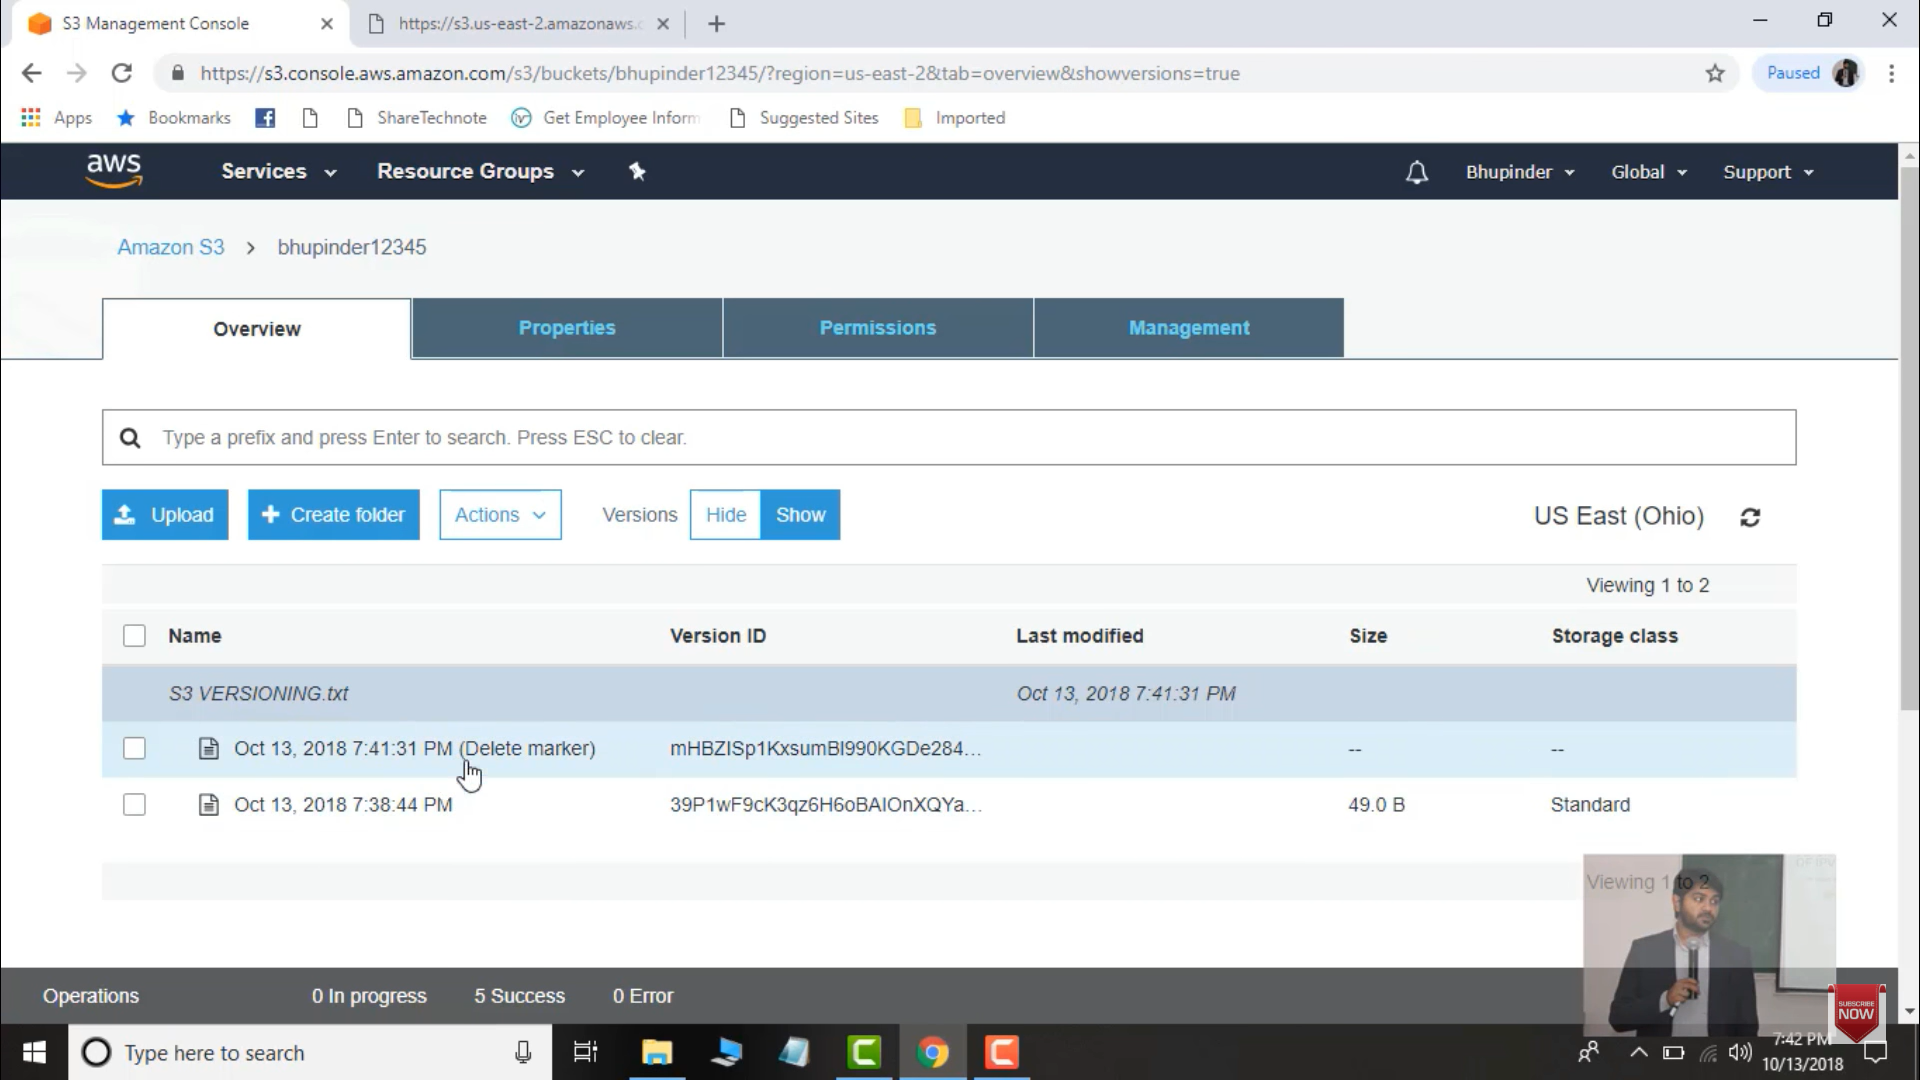 S3 Management Console
https://s3.us-east-2.amazonaws.c
https://s3.console.aws.amazon.com/s3/buckets/bhupinder12345/?region=us-east-2&tab=overview&showversions=true
Paused
Apps Bookmarks ShareTechnote Get Employee Inform Suggested Sites Imported
aws Services Resource Groups Bhupinder Global Support
Amazon S3 > bhupinder12345
Overview Properties Permissions Management
Type a prefix and press Enter to search. Press ESC to clear.
Upload Create folder Actions Versions Hide Show US East (Ohio)
Viewing 1 to 2
Name Version ID Last modified Size Storage class
S3 VERSIONING.txt Oct 13, 2018 7:41:31 PM
Oct 13, 2018 7:41:31 PM (Delete marker) mHBZISp1KxsumBl990KGDe284... -- --
Oct 13, 2018 7:38:44 PM 39P1wF9cK3qz6H6oBAIOnXQYa... 49.0 B Standard
Viewing 1 to 2
Operations 0 In progress 5 Success 0 Error
SUBSCRIBE
NOW
Type here to search
7:42 PM
10/13/2018